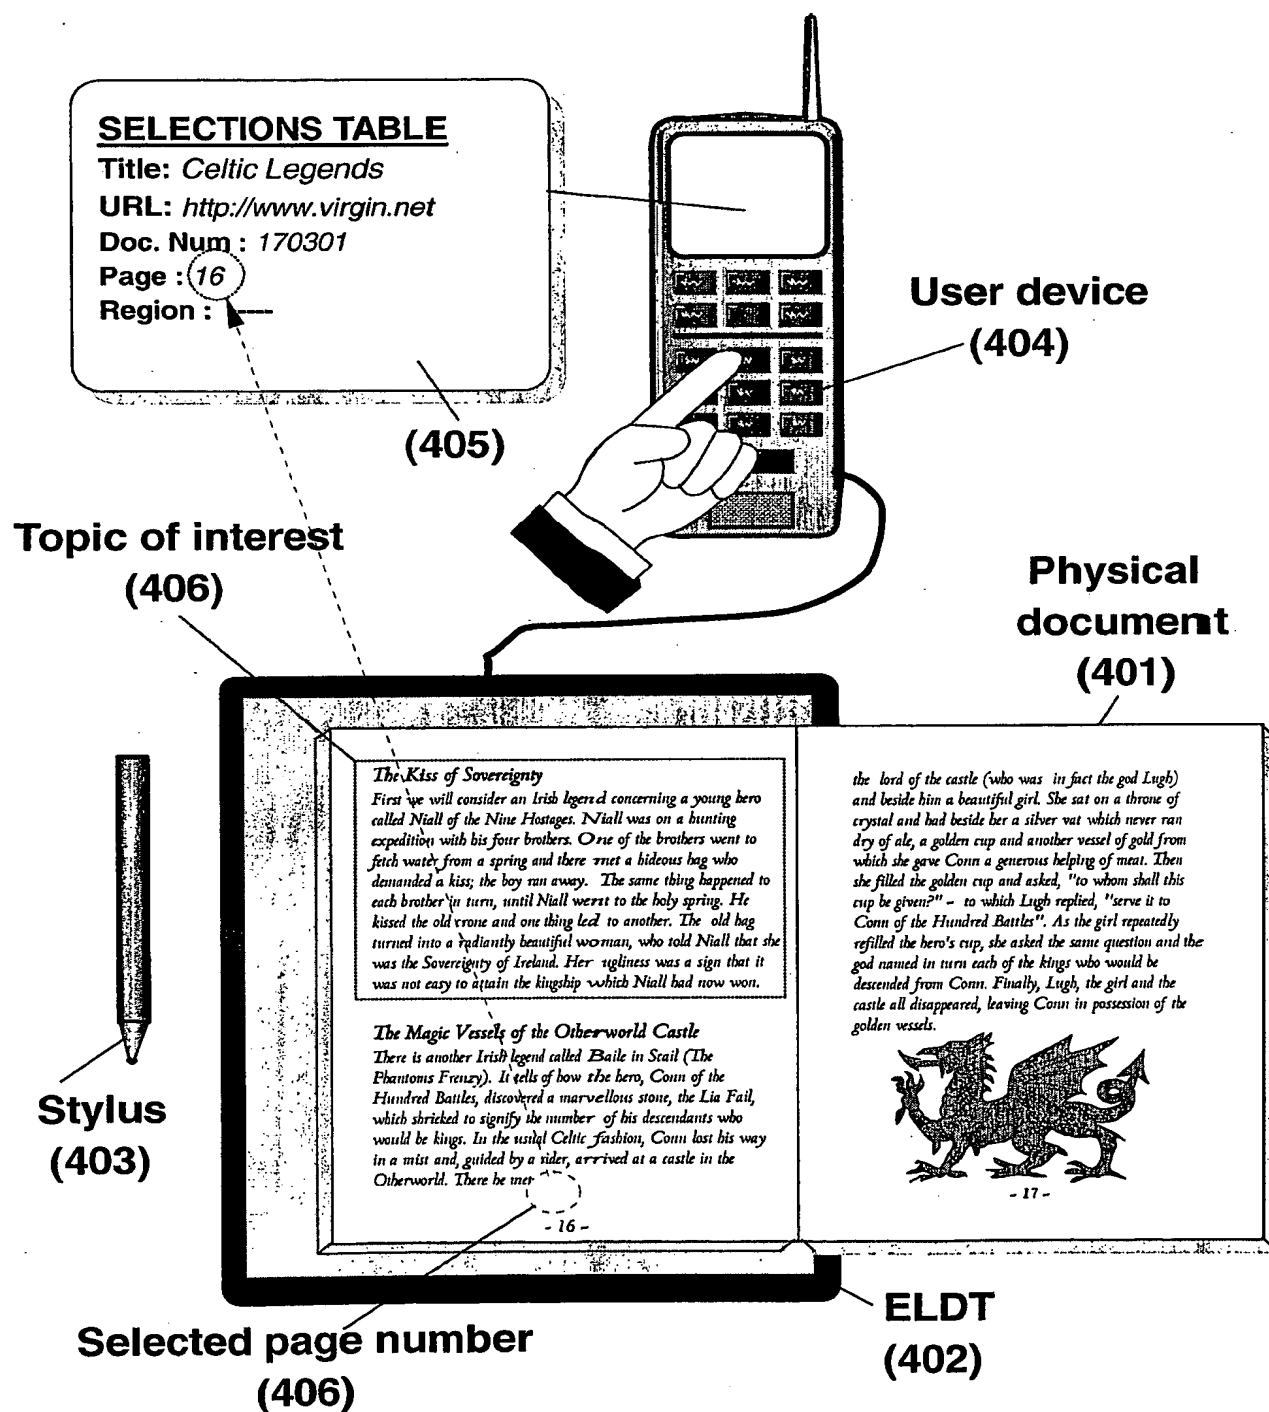 SELECTIONS TABLE
Title: Celtic Legends
URL: http://www.virgin.net
Doc. Num : 170301
Page : 16
Region : ----
(405)
User device
(404)
Topic of interest
(406)
Physical
document
(401)
The Kiss of Sovereignty
First we will consider an Irish legend concerning a young hero
called Niall of the Nine Hostages. Niall was on a hunting
expedition with his four brothers. One of the brothers went to
fetch water from a spring and there met a hideous hag who
demanded a kiss; the boy ran away. The same thing happened to
each brother in turn, until Niall went to the holy spring. He
kissed the old crone and one thing led to another. The old hag
turned into a radiantly beautiful woman, who told Niall that she
was the Sovereignty of Ireland. Her ugliness was a sign that it
was not easy to attain the kingship which Niall had now won.
The Magic Vessels of the Otherworld Castle
There is another Irish legend called Baile in Scail (The
Phantoms Frenzy). It tells of how the hero, Conn of the
Hundred Battles, discovered a marvellous stone, the Lia Fail,
which shricked to signify the number of his descendants who
would be kings. In the usual Celtic fashion, Conn lost his way
in a mist and, guided by a rider, arrived at a castle in the
Otherworld. There he met
- 16 -
the lord of the castle (who was in fact the god Lugh)
and beside him a beautiful girl. She sat on a throne of
crystal and had beside her a silver vat which never ran
dry of ale, a golden cup and another vessel of gold from
which she gave Conn a generous helping of meat. Then
she filled the golden cup and asked, "to whom shall this
cup be given?" - to which Lugh replied, "serve it to
Conn of the Hundred Battles". As the girl repeatedly
refilled the hero's cup, she asked the same question and the
god named in turn each of the kings who would be
descended from Conn. Finally, Lugh, the girl and the
castle all disappeared, leaving Conn in possession of the
golden vessels.
- 17 -
Stylus
(403)
Selected page number
(406)
ELDT
(402)